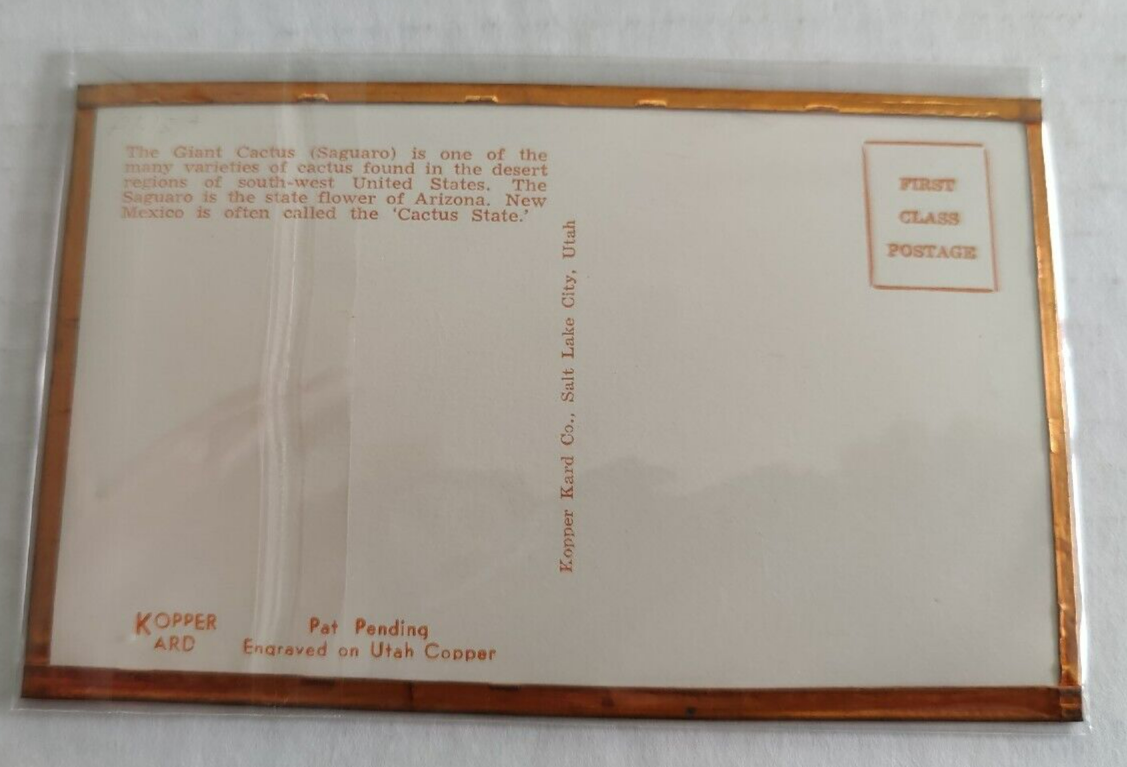 The Giant Cactus (Saguaro) is one of the
many varieties of cactus found in the desert
regions of south-west United States. The
Saguaro is the state flower of Arizona. New
Mexico is often called the 'Cactus State.'
FIRST
CLASS
POSTAGE
Kopper Kard Co., Salt Lake City, Utah
KOPPER
ARD
Pat Pending
Engraved on Utah Copper